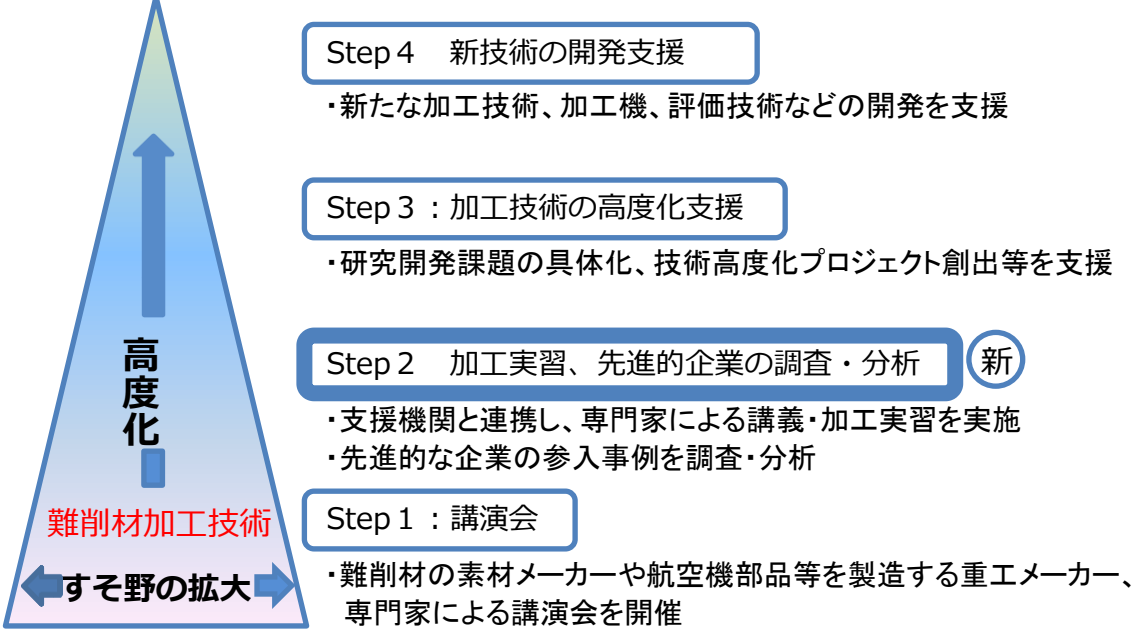 Step４　新技術の開発支援
・新たな加工技術、加工機、評価技術などの開発を支援
Step３：加工技術の高度化支援
・研究開発課題の具体化、技術高度化プロジェクト創出等を支援
Step２　加工実習、先進的企業の調査・分析
新
・支援機関と連携し、専門家による講義・加工実習を実施
・先進的な企業の参入事例を調査・分析
Step１：講演会
・難削材の素材メーカーや航空機部品等を製造する重工メーカー、
専門家による講演会を開催
高度化
難削材加工技術
すそ野の拡大